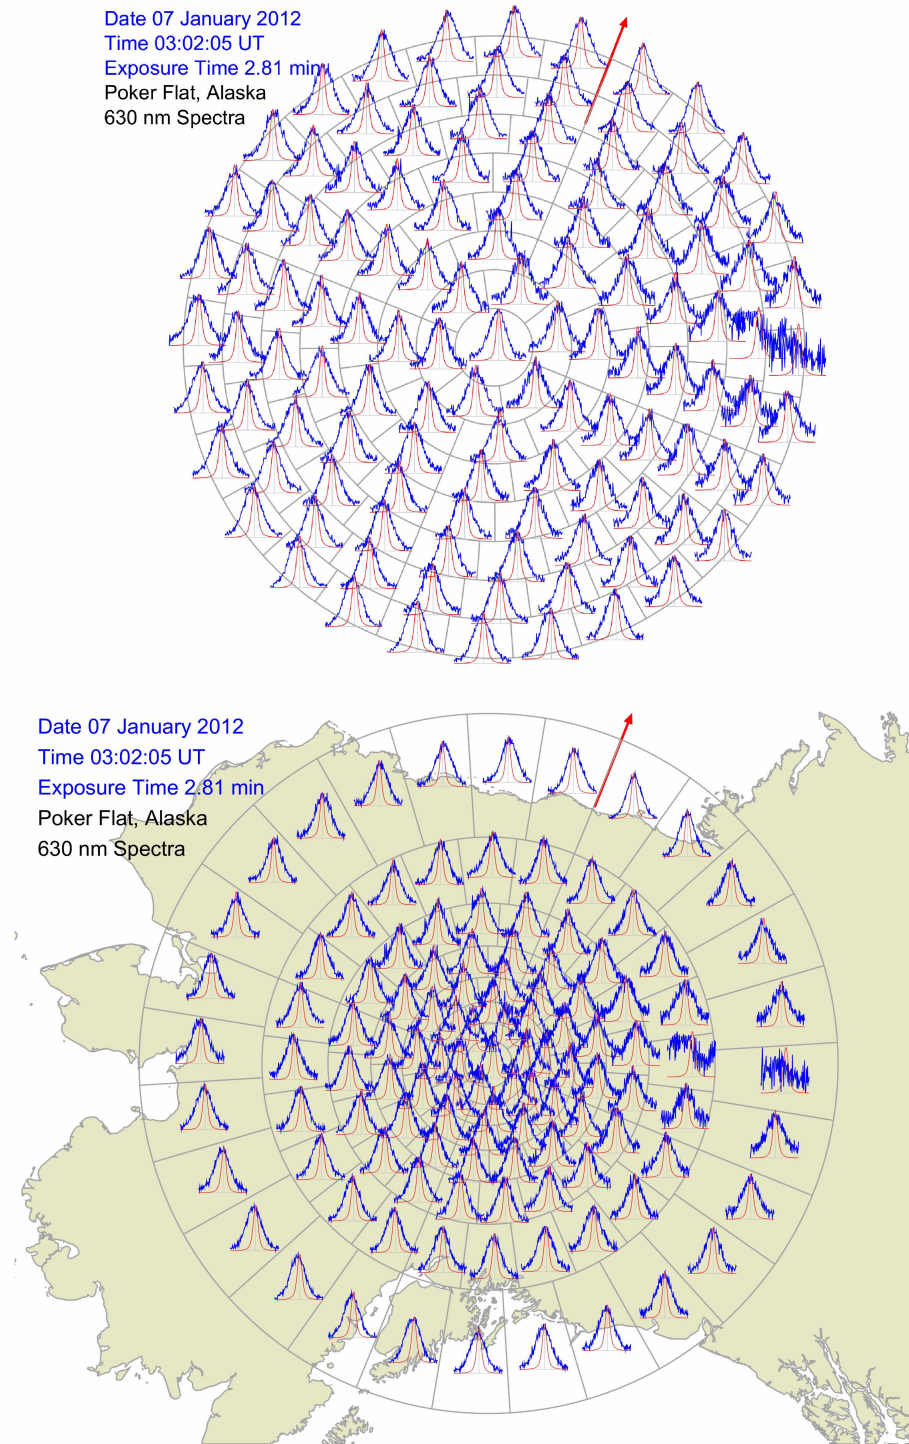 Date 07 January 2012
Time 03:02:05 UT
Exposure Time 2.81 min
Poker Flat, Alaska
630 nm Spectra
Date 07 January 2012
Time 03:02:05 UT
Exposure Time 2.81 min
Poker Flat, Alaska
630 nm Spectra